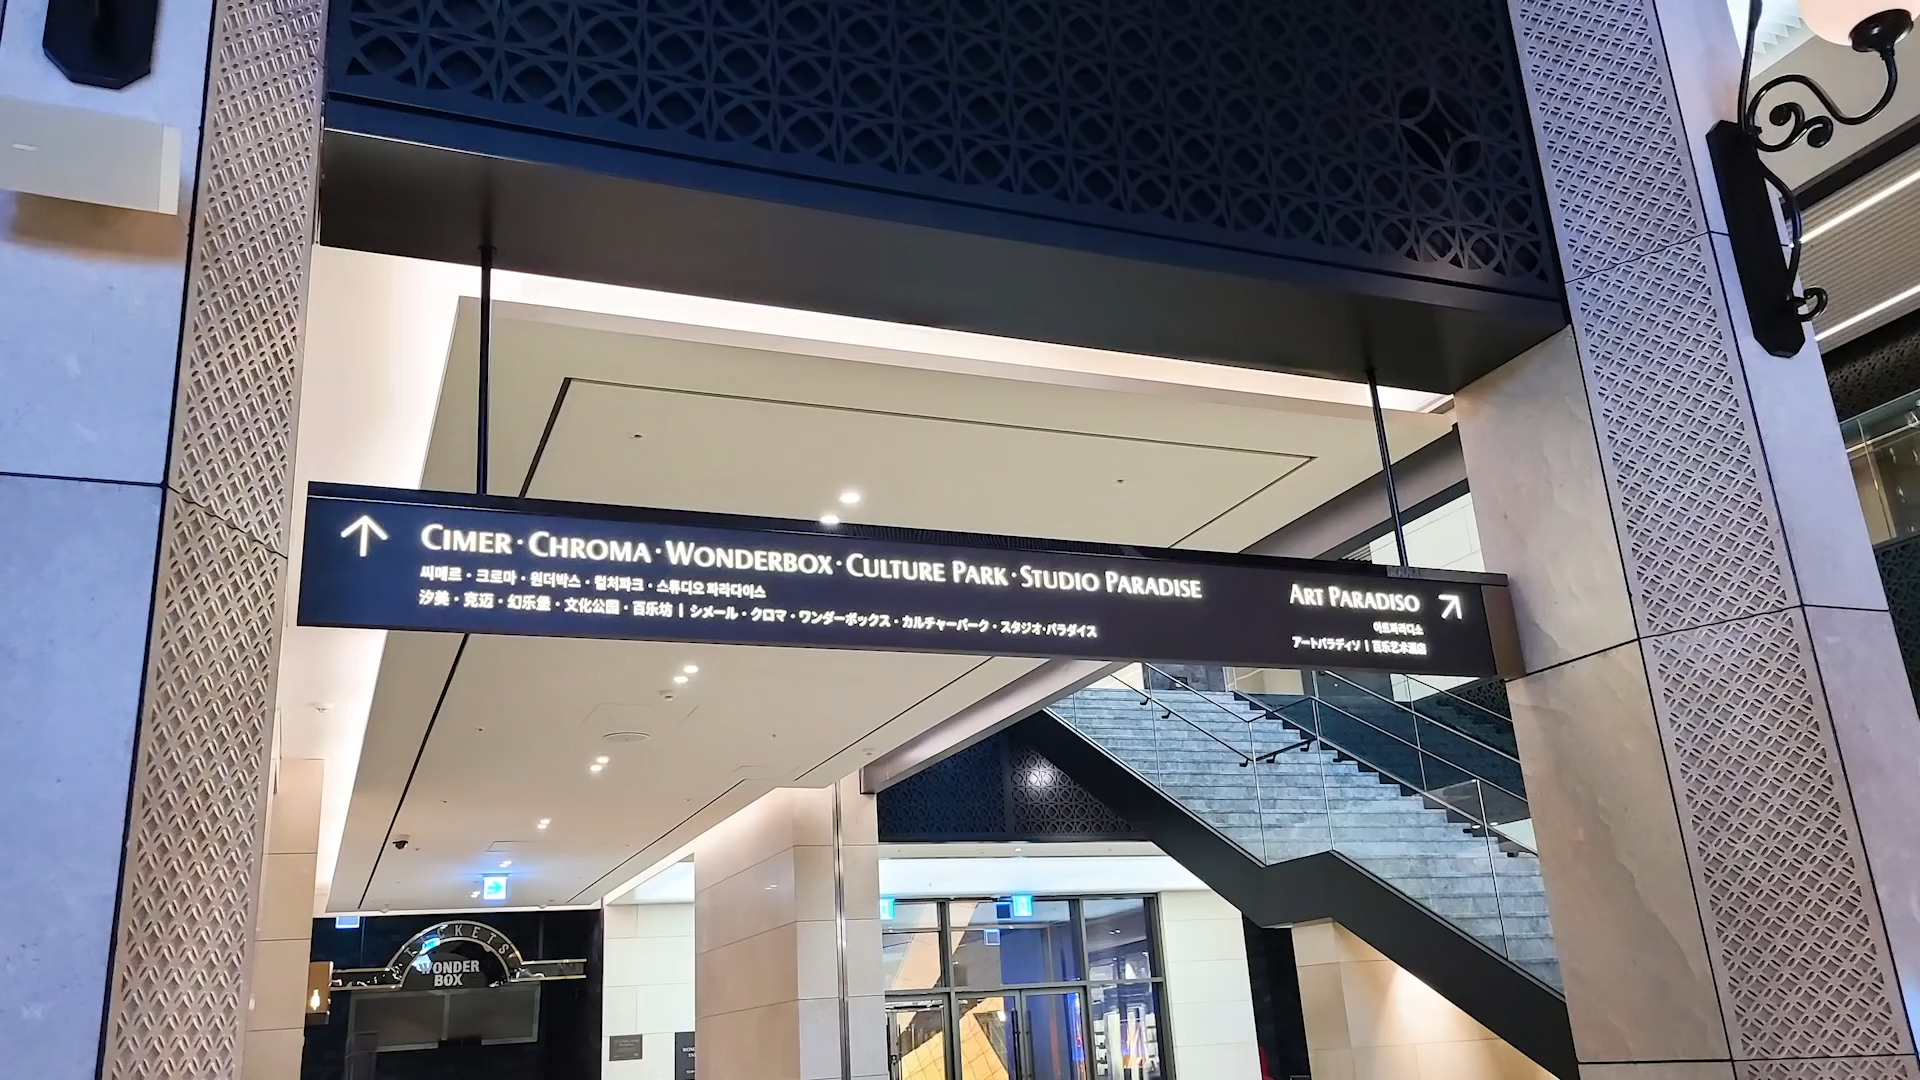 CIMER · CHROMA · WONDERBOX · CULTURE PARK · STUDIO PARADISE
씨메르 · 크로마 · 원더박스 · 컬처파크 · 스튜디오 파라다이스
汐美 · 克迈 · 幻乐堡 · 文化公园 · 百乐坊 | シメール · クロマ · ワンダーボックス · カルチャーパーク · スタジオ·パラダイス
ART PARADISO
아트파라디소
アートパラディソ | 百乐艺术酒店
TICKETS
WONDER
BOX